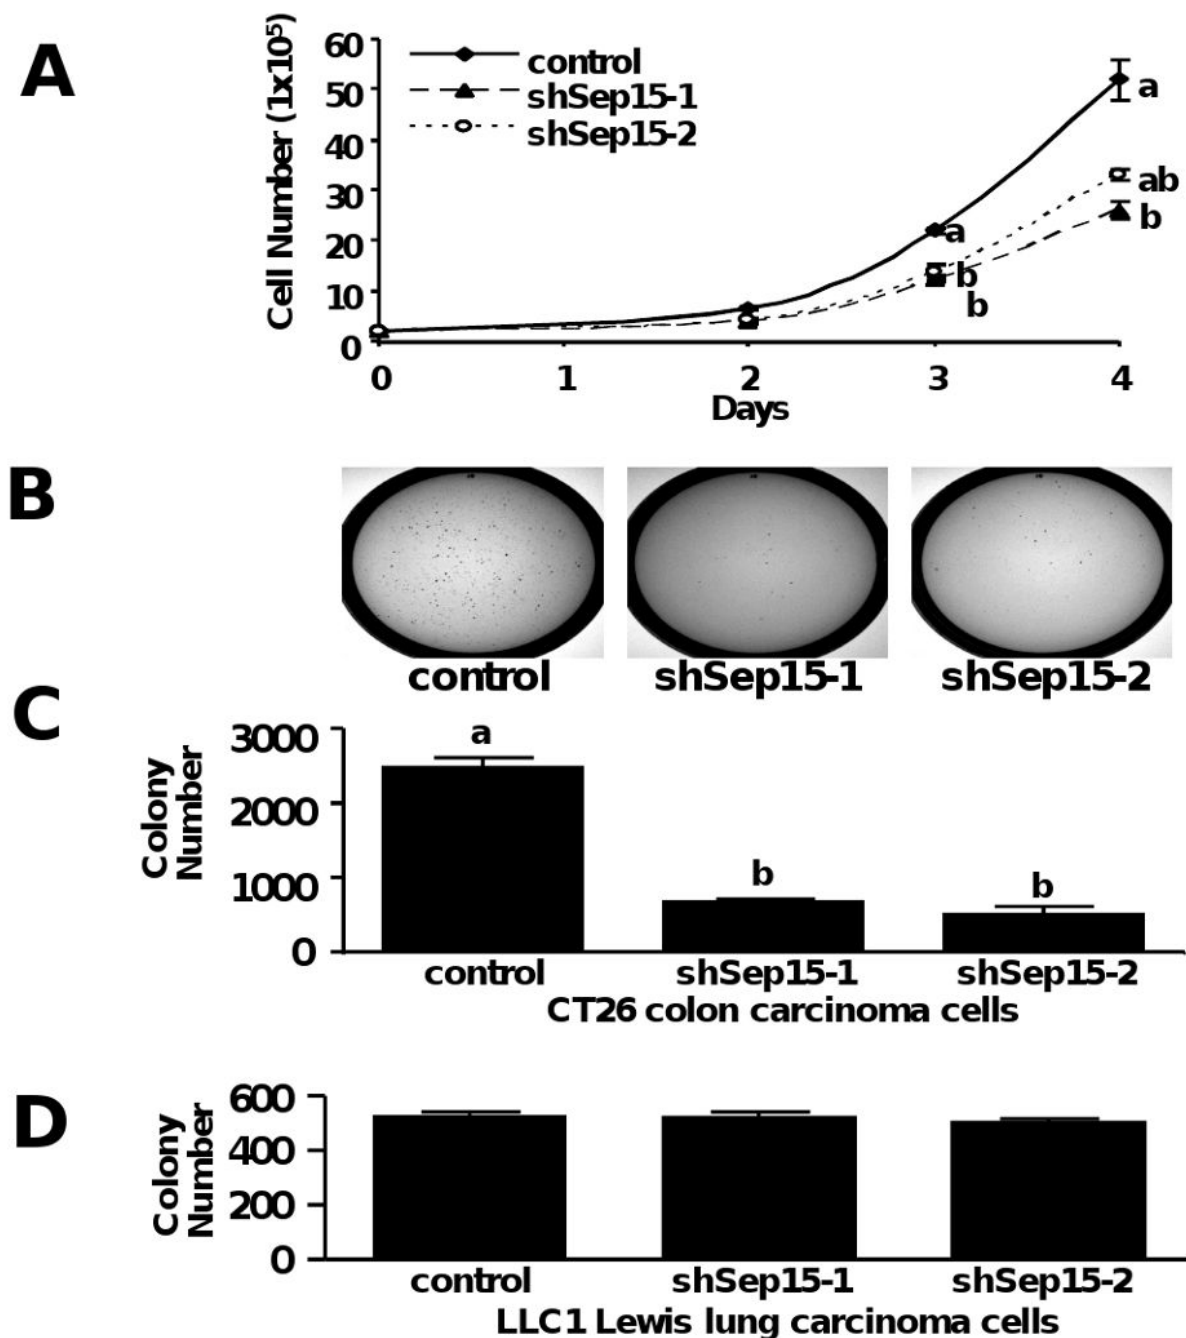 A
Cell Number (1x10⁵)
60
50
40
30
20
10
0
control
shSep15-1
shSep15-2
a
ab
b
a
b
b
0 1 2 3 4
Days
B
control shSep15-1 shSep15-2
C
Colony
Number
3000
2000
1000
0
a
b
b
control shSep15-1 shSep15-2
CT26 colon carcinoma cells
D
Colony
Number
600
400
200
0
control shSep15-1 shSep15-2
LLC1 Lewis lung carcinoma cells